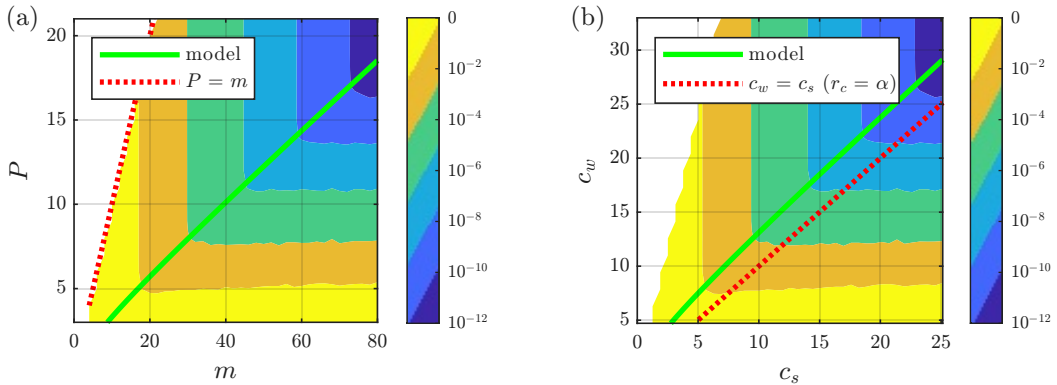 (a)
20
15
10
5
P
0 20 40 60 80
m
model
P = m
0
10⁻²
10⁻⁴
10⁻⁶
10⁻⁸
10⁻¹⁰
10⁻¹²
(b)
30
25
20
15
10
5
c_w
0 5 10 15 20 25
c_s
model
c_w = c_s (r_c = α)
0
10⁻²
10⁻⁴
10⁻⁶
10⁻⁸
10⁻¹⁰
10⁻¹²